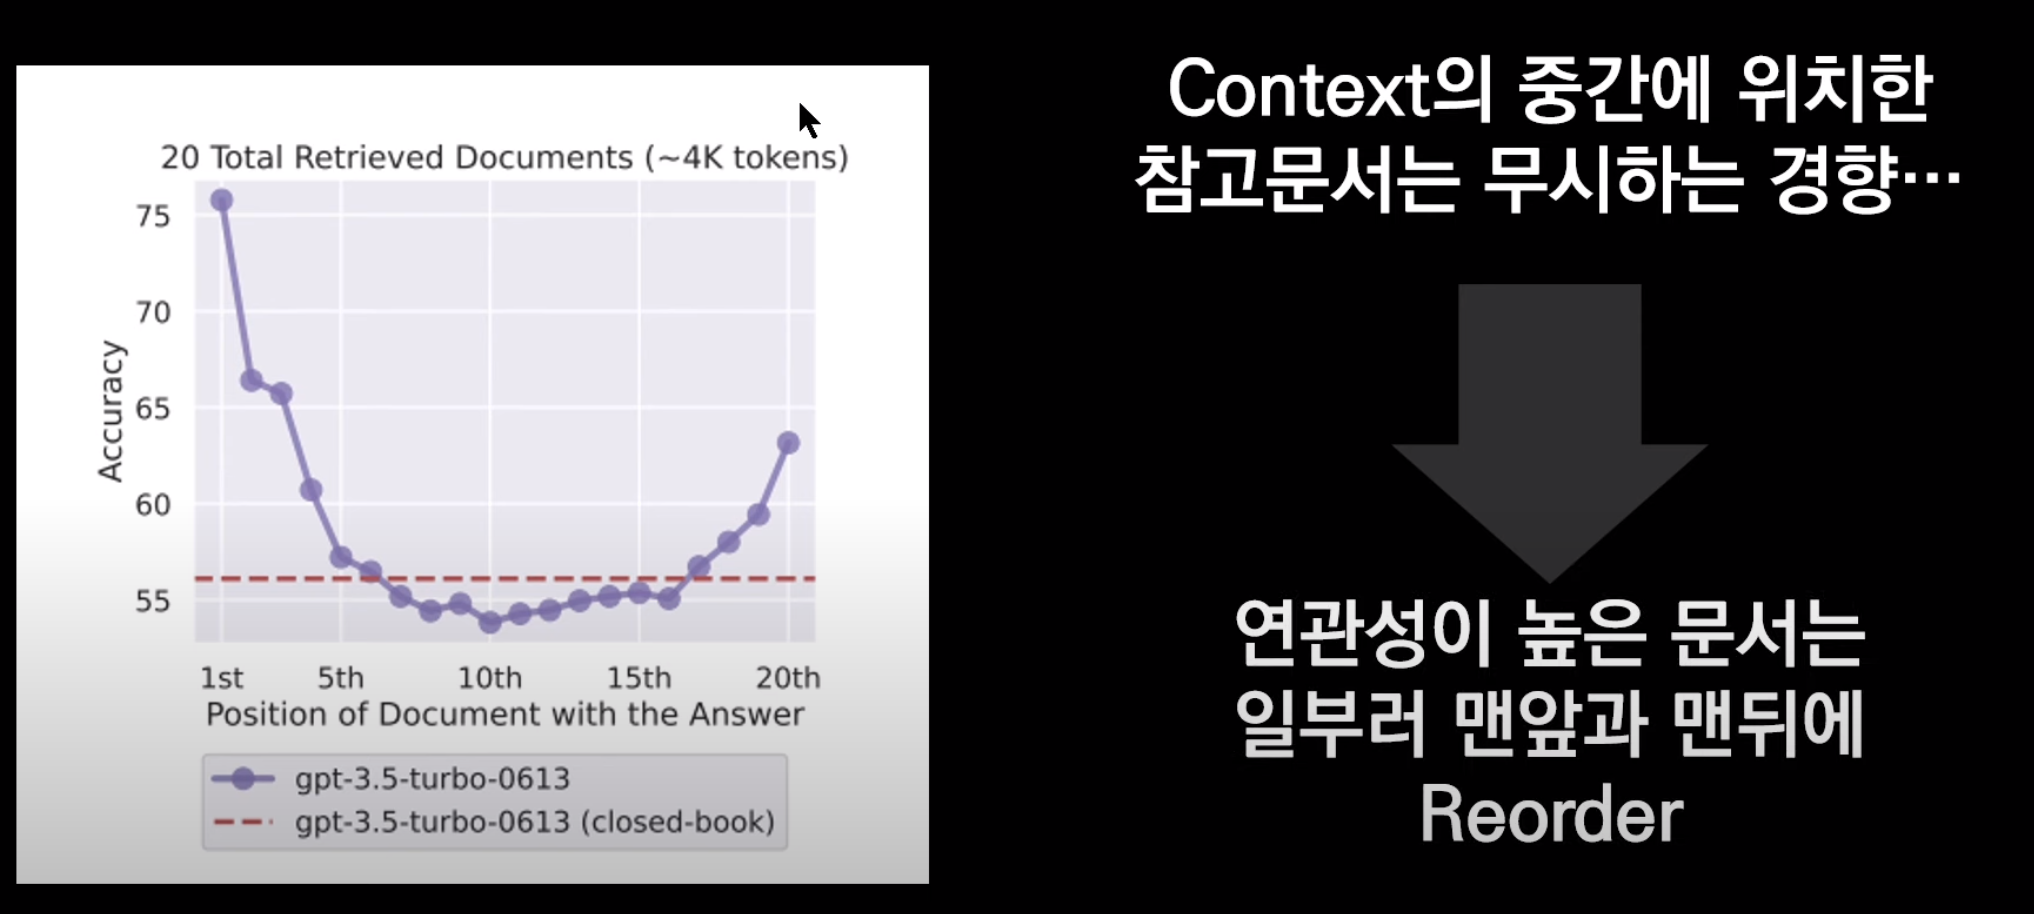 20 Total Retrieved Documents (~4K tokens)
75
70
65
60
55
Accuracy
1st 5th 10th 15th 20th
Position of Document with the Answer
gpt-3.5-turbo-0613
gpt-3.5-turbo-0613 (closed-book)
Context의 중간에 위치한
참고문서는 무시하는 경향…
연관성이 높은 문서는
일부러 맨앞과 맨뒤에
Reorder